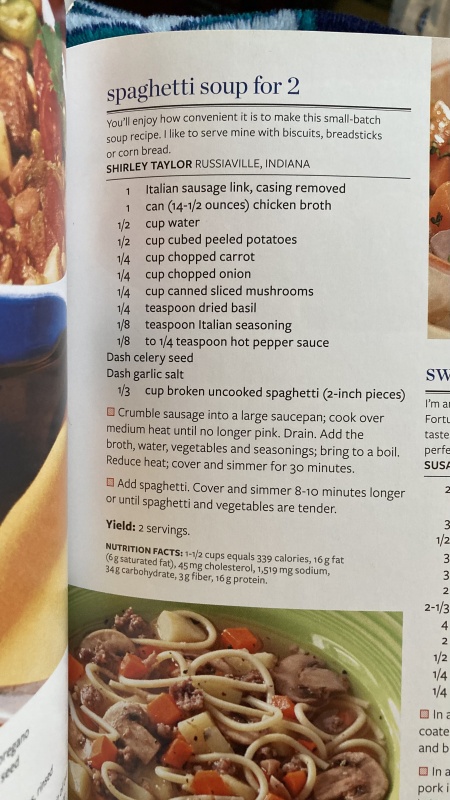 spaghetti soup for 2
You'll enjoy how convenient it is to make this small-batch
soup recipe. I like to serve mine with biscuits, breadsticks
or corn bread.
SHIRLEY TAYLOR RUSSIAVILLE, INDIANA
1 Italian sausage link, casing removed
1 can (14-1/2 ounces) chicken broth
1/2 cup water
1/2 cup cubed peeled potatoes
1/4 cup chopped carrot
1/4 cup chopped onion
1/4 cup canned sliced mushrooms
1/4 teaspoon dried basil
1/8 teaspoon Italian seasoning
1/8 to 1/4 teaspoon hot pepper sauce
Dash celery seed
Dash garlic salt
1/3 cup broken uncooked spaghetti (2-inch pieces)
Crumble sausage into a large saucepan; cook over
medium heat until no longer pink. Drain. Add the
broth, water, vegetables and seasonings; bring to a boil.
Reduce heat; cover and simmer for 30 minutes.
Add spaghetti. Cover and simmer 8-10 minutes longer
or until spaghetti and vegetables are tender.
Yield: 2 servings.
NUTRITION FACTS: 1-1/2 cups equals 339 calories, 16 g fat
(6 g saturated fat), 45 mg cholesterol, 1,519 mg sodium,
34 g carbohydrate, 3 g fiber, 16 g protein.
sw
I'm a
Fortu
taste
perfe
SUSA
2
3
1/2
3
3
2
2-1/3
4
2
1/2
1/4
1/4
In a
coate
and b
In a
pork i
oregano
seed
rinsed